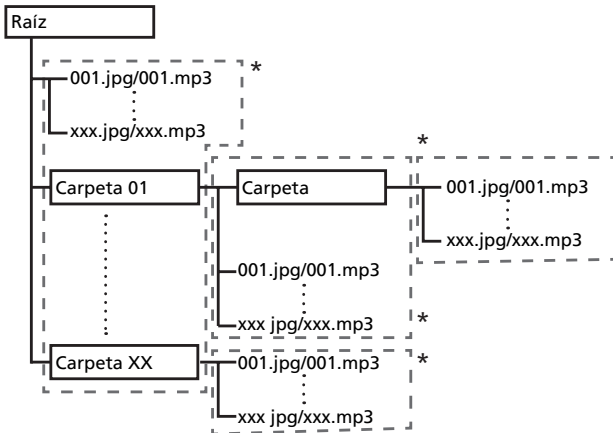 Raíz
001.jpg/001.mp3
*
xxx.jpg/xxx.mp3
*
Carpeta 01
Carpeta
001.jpg/001.mp3
xxx.jpg/xxx.mp3
001.jpg/001.mp3
xxx jpg/xxx.mp3
*
Carpeta XX
001.jpg/001.mp3
*
xxx jpg/xxx.mp3